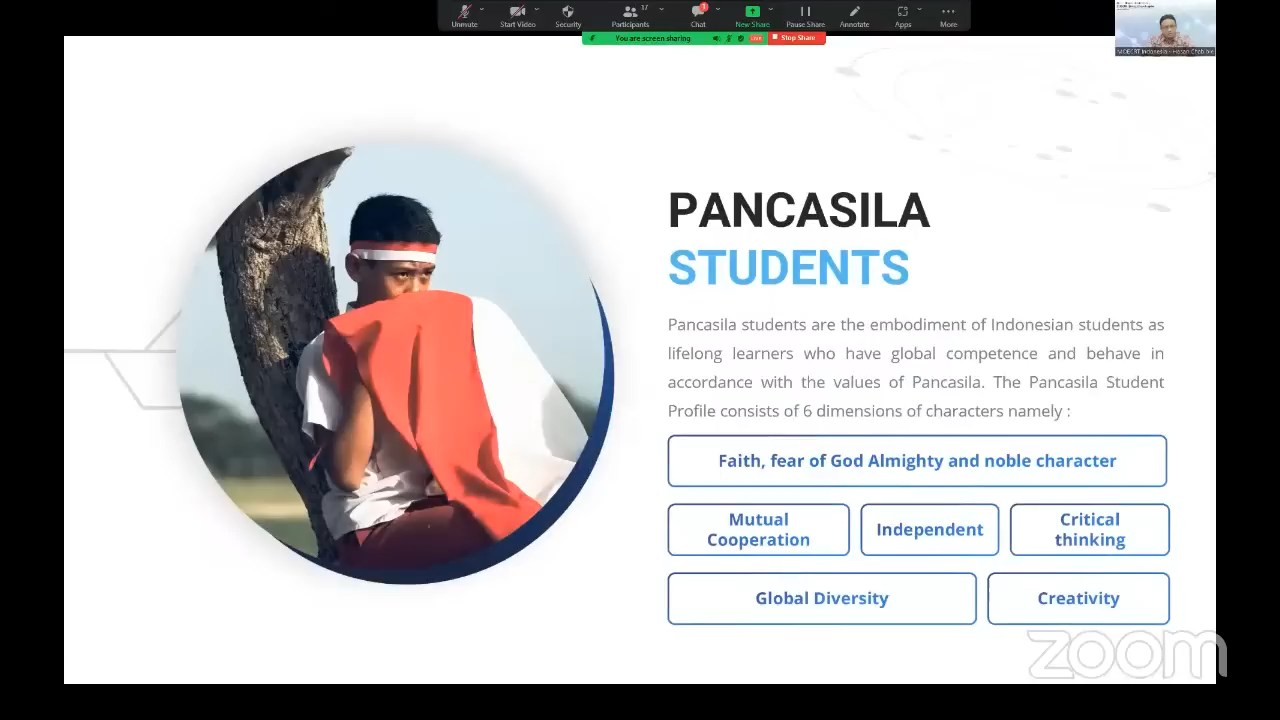 Unmute
Start Video
Security
17
Participants
1
Chat
New Share
Pause Share
Annotate
Apps
More
You are screen sharing
LIVE
Stop Share
PANCASILA
STUDENTS
Pancasila students are the embodiment of Indonesian students as
lifelong learners who have global competence and behave in
accordance with the values of Pancasila. The Pancasila Student
Profile consists of 6 dimensions of characters namely :
Faith, fear of God Almighty and noble character
Mutual
Cooperation
Independent
Critical
thinking
Global Diversity
Creativity
zoom